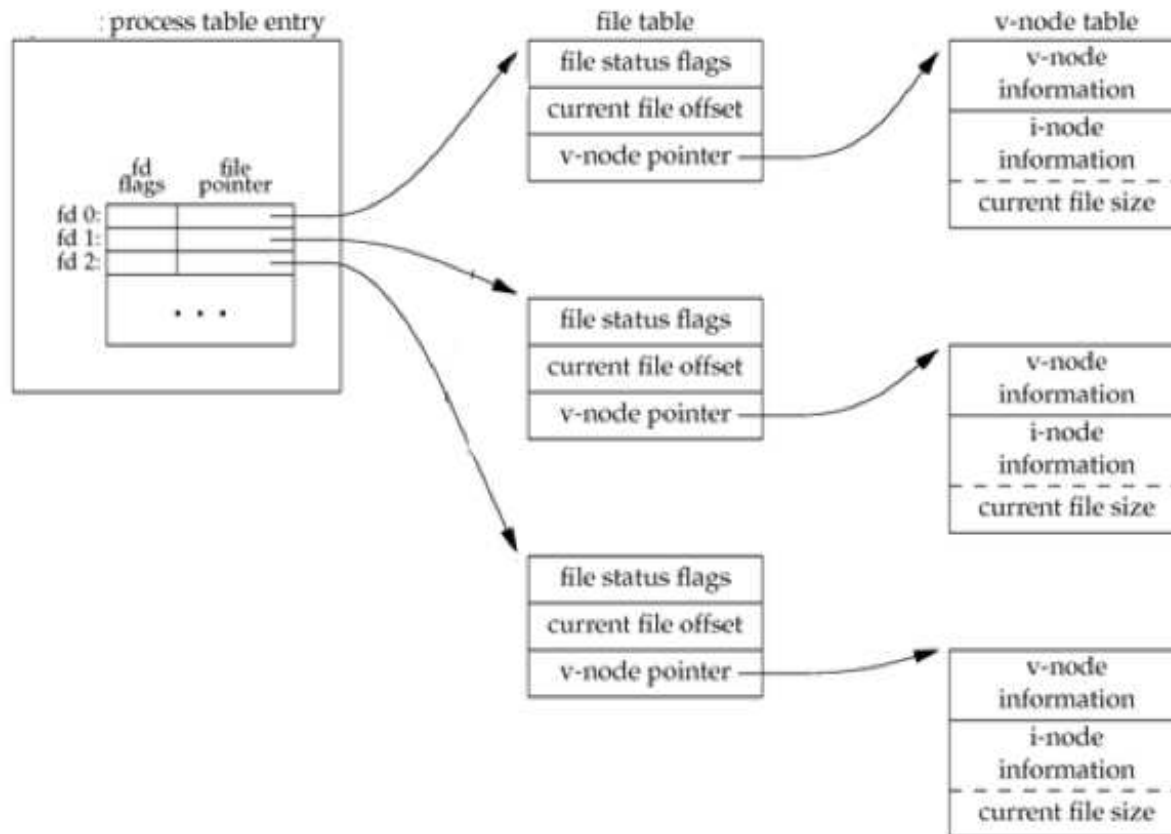 : process table entry
file table
v-node table
fd
flags
file
pointer
fd 0:
fd 1:
fd 2:
. . .
file status flags
current file offset
v-node pointer
v-node
information
i-node
information
current file size
file status flags
current file offset
v-node pointer
v-node
information
i-node
information
current file size
file status flags
current file offset
v-node pointer
v-node
information
i-node
information
current file size